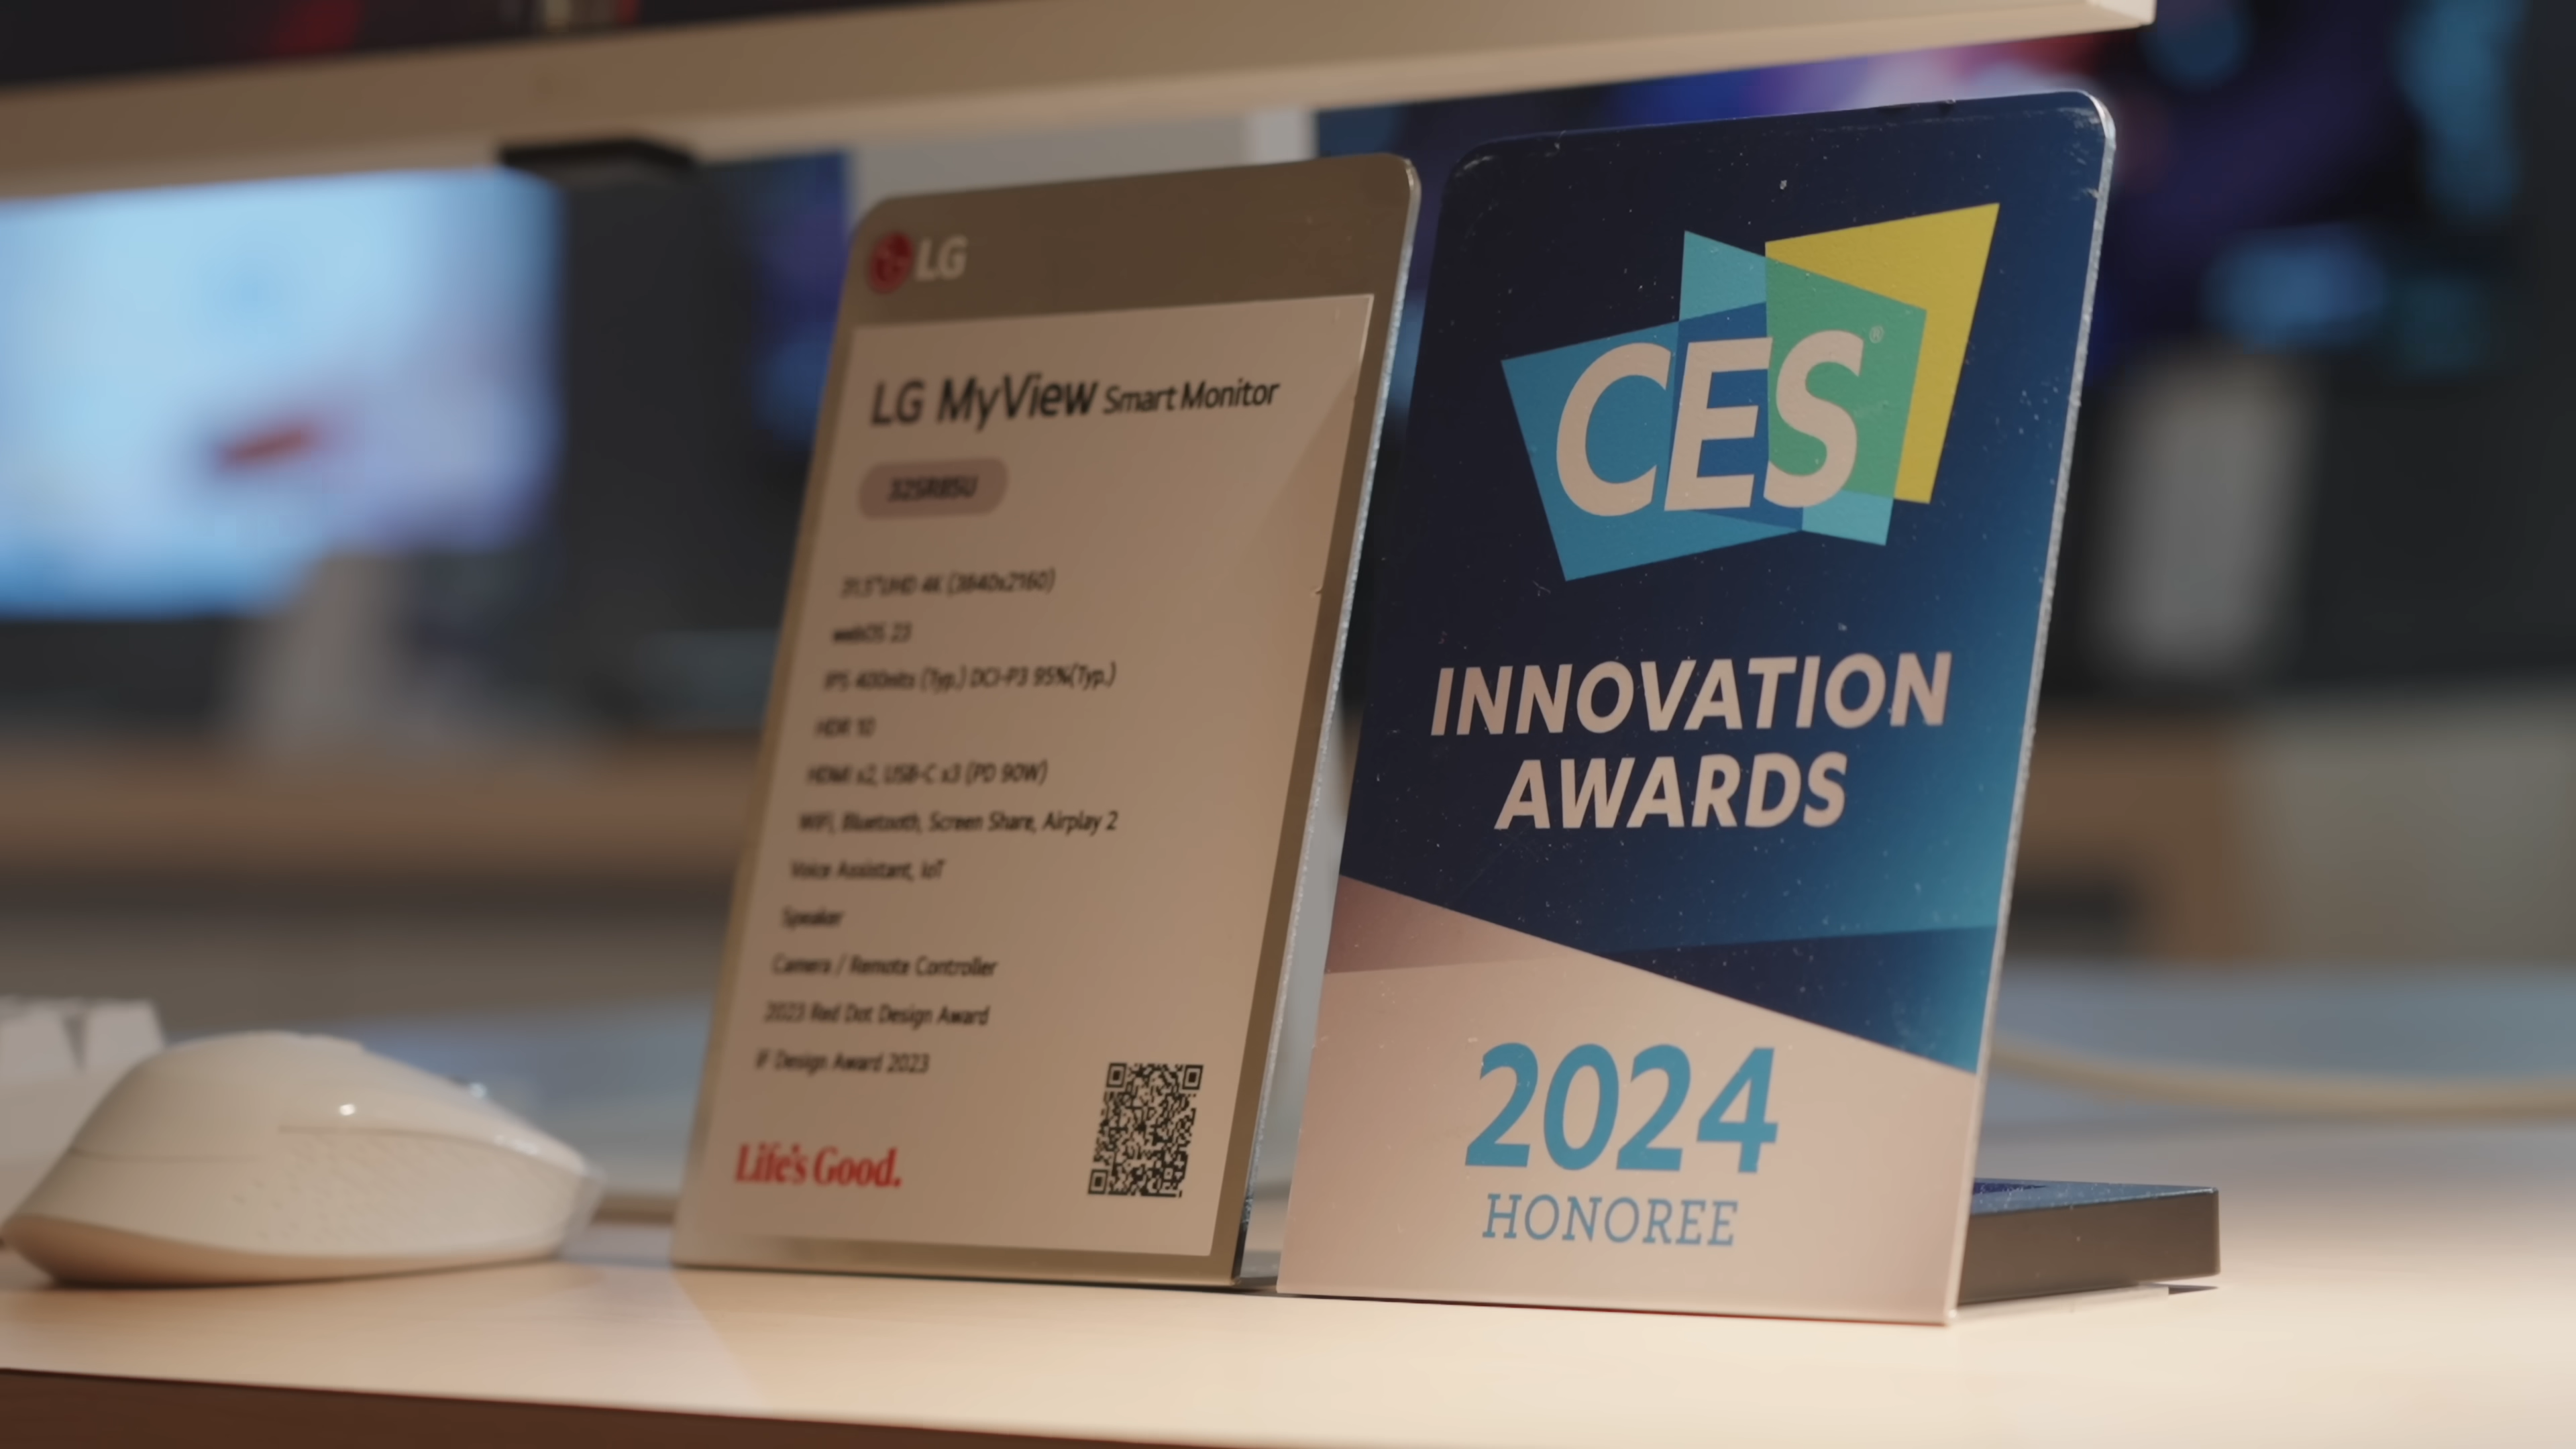 LG
LG MyView Smart Monitor
32SR85U
31.5"UHD 4K (3840x2160)
webOS 23
IPS 400nits (Typ.) DCI-P3 95%(Typ.)
HDR 10
HDMI x2, USB-C x3 (PD 90W)
WiFi, Bluetooth, Screen Share, Airplay 2
Voice Assistant, IoT
Speaker
Camera / Remote Controller
2023 Red Dot Design Award
iF Design Award 2023
Life's Good.
CES®
INNOVATION
AWARDS
2024
HONOREE